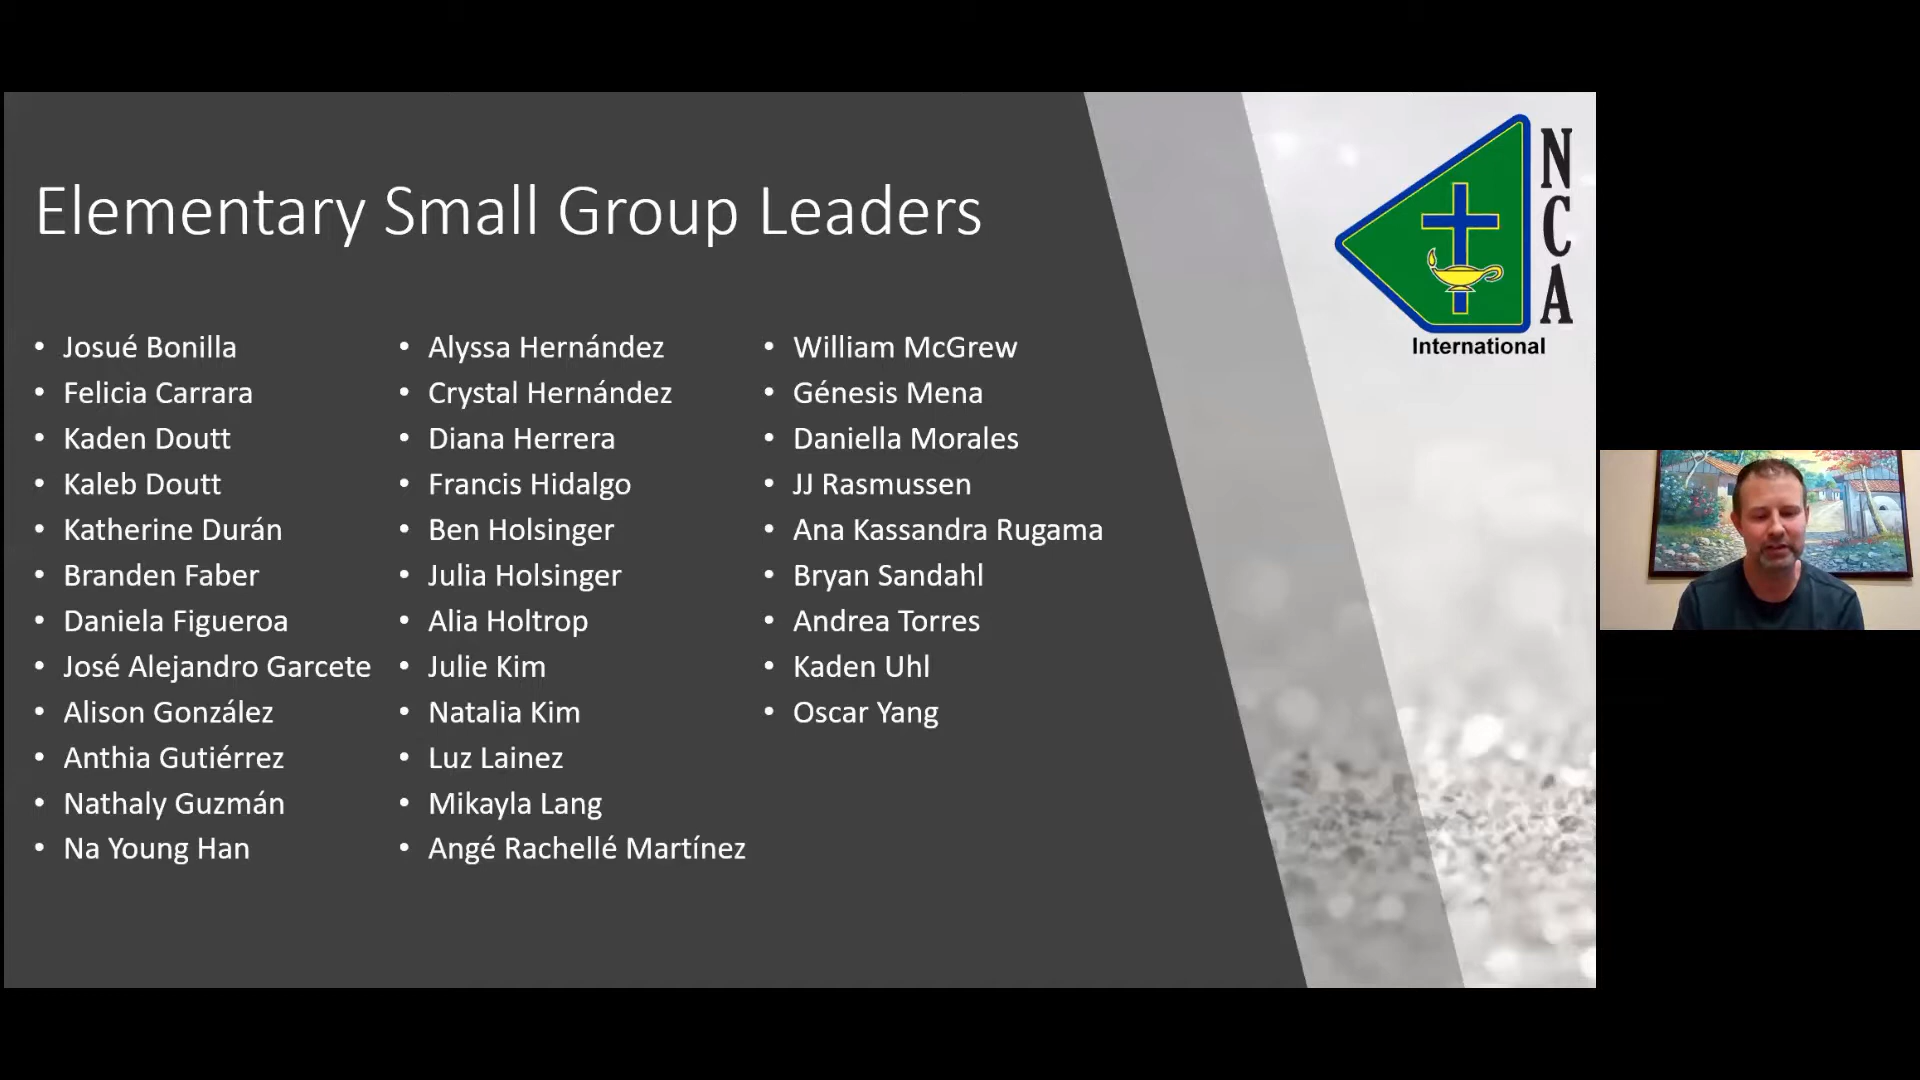 Elementary Small Group Leaders
• Josué Bonilla
• Felicia Carrara
• Kaden Doutt
• Kaleb Doutt
• Katherine Durán
• Branden Faber
• Daniela Figueroa
• José Alejandro Garcete
• Alison González
• Anthia Gutiérrez
• Nathaly Guzmán
• Na Young Han
• Alyssa Hernández
• Crystal Hernández
• Diana Herrera
• Francis Hidalgo
• Ben Holsinger
• Julia Holsinger
• Alia Holtrop
• Julie Kim
• Natalia Kim
• Luz Lainez
• Mikayla Lang
• Angé Rachellé Martínez
• William McGrew
• Génesis Mena
• Daniella Morales
• JJ Rasmussen
• Ana Kassandra Rugama
• Bryan Sandahl
• Andrea Torres
• Kaden Uhl
• Oscar Yang
NCA
International